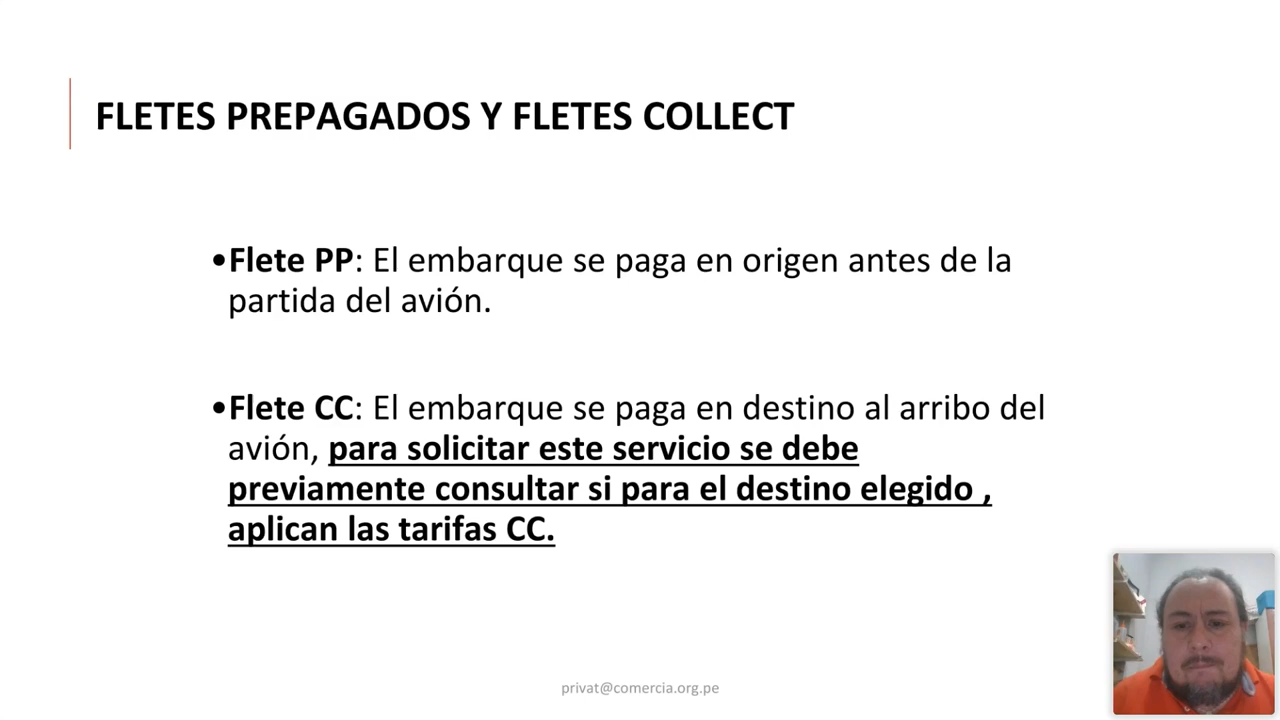 FLETES PREPAGADOS Y FLETES COLLECT
•Flete PP: El embarque se paga en origen antes de la
partida del avión.
•Flete CC: El embarque se paga en destino al arribo del
avión, para solicitar este servicio se debe
previamente consultar si para el destino elegido ,
aplican las tarifas CC.
privat@comercia.org.pe